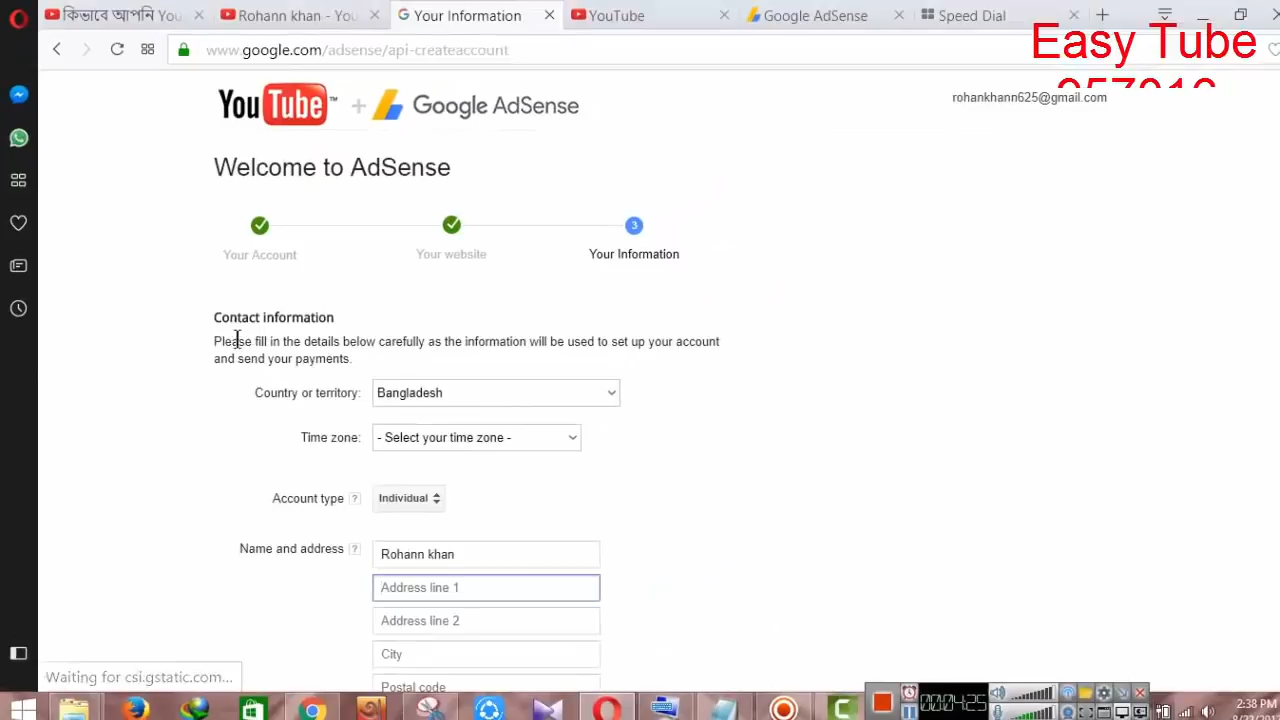 কিভাবে আপনি You
Rohann khan - You
Your Information
YouTube
Google AdSense
Speed Dial
www.google.com/adsense/api-createaccount
Easy Tube
rohankhann625@gmail.com
YouTube™ + Google AdSense
Welcome to AdSense
3
Your Account
Your website
Your Information
Contact information
Please fill in the details below carefully as the information will be used to set up your account
and send your payments.
Country or territory: Bangladesh
Time zone: - Select your time zone -
Account type ? Individual
Name and address ? Rohann khan
Address line 1
Address line 2
City
Postal code
Waiting for csi.gstatic.com...
00:04:25
2:38 PM